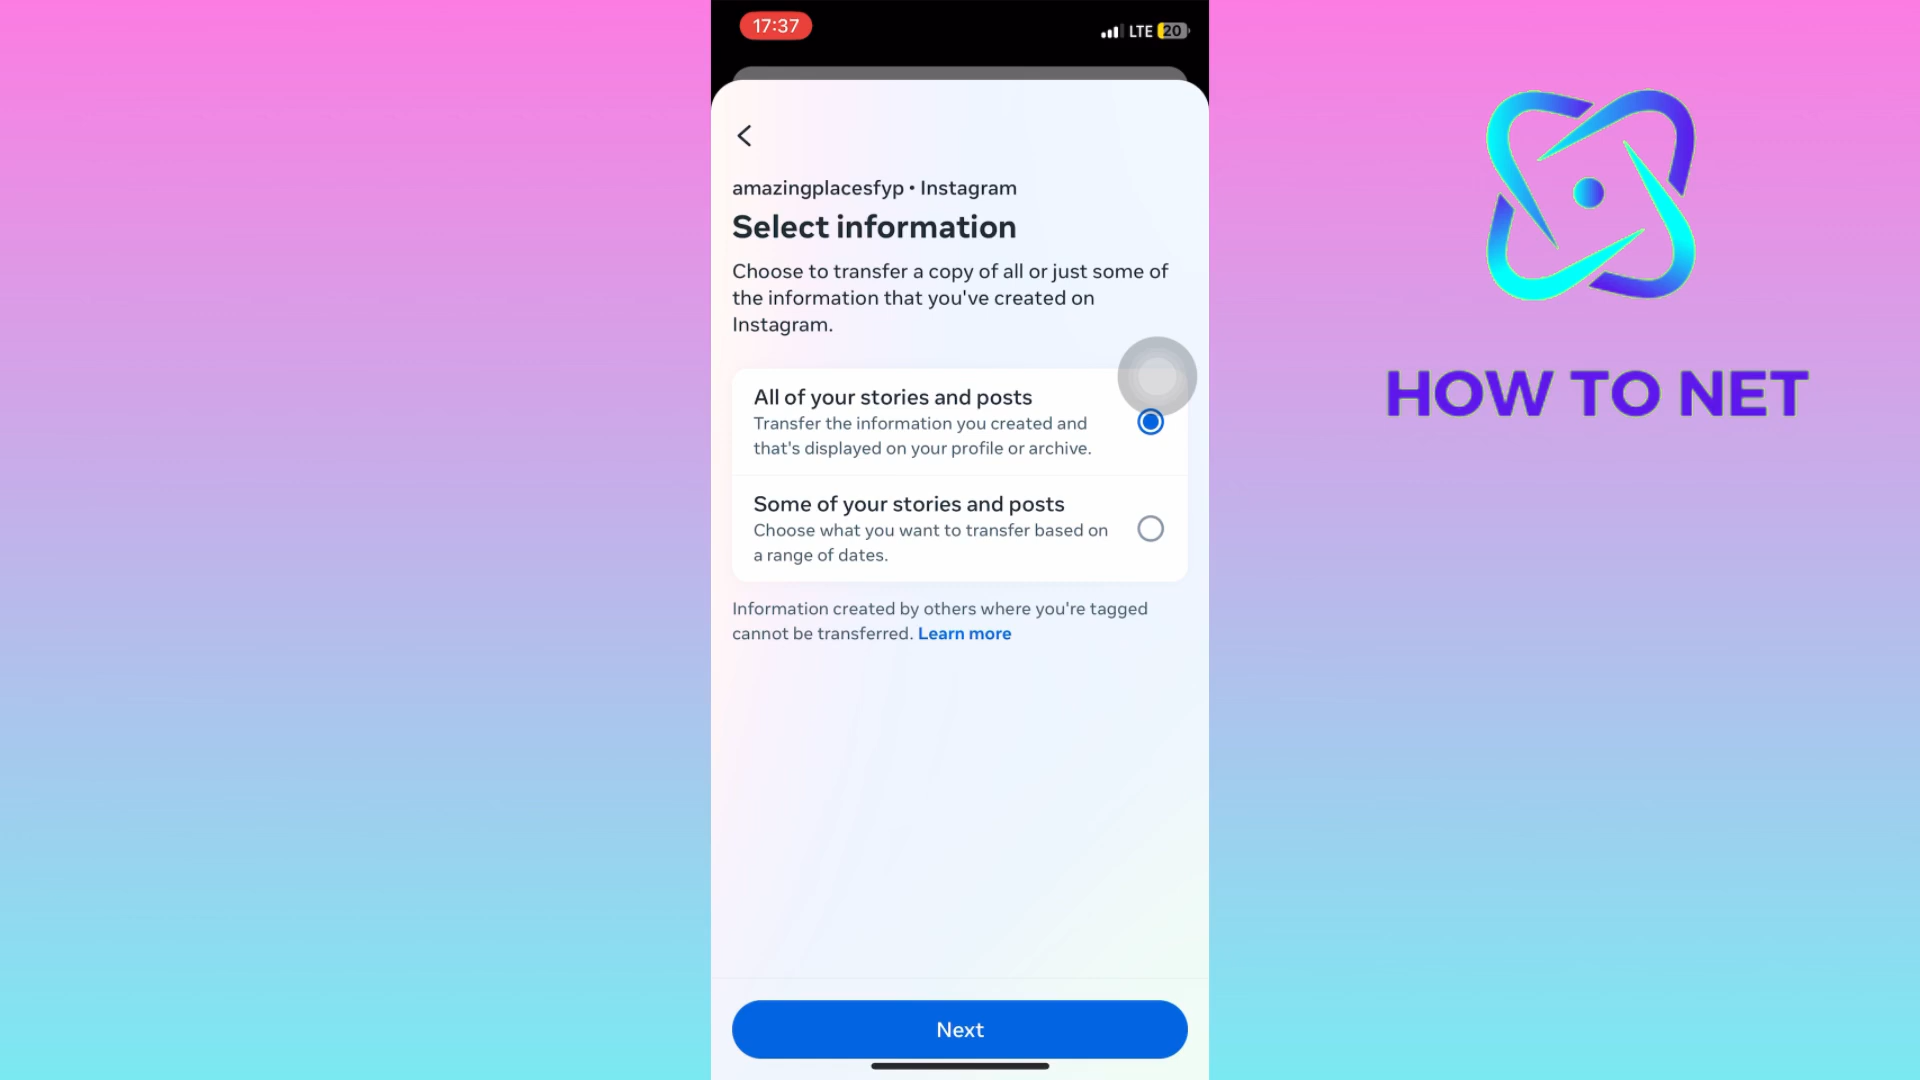 17:37
LTE 20
amazingplacesfyp • Instagram
Select information
Choose to transfer a copy of all or just some of
the information that you've created on
Instagram.
All of your stories and posts
Transfer the information you created and
that's displayed on your profile or archive.
Some of your stories and posts
Choose what you want to transfer based on
a range of dates.
Information created by others where you're tagged
cannot be transferred. Learn more
Next
HOW TO NET